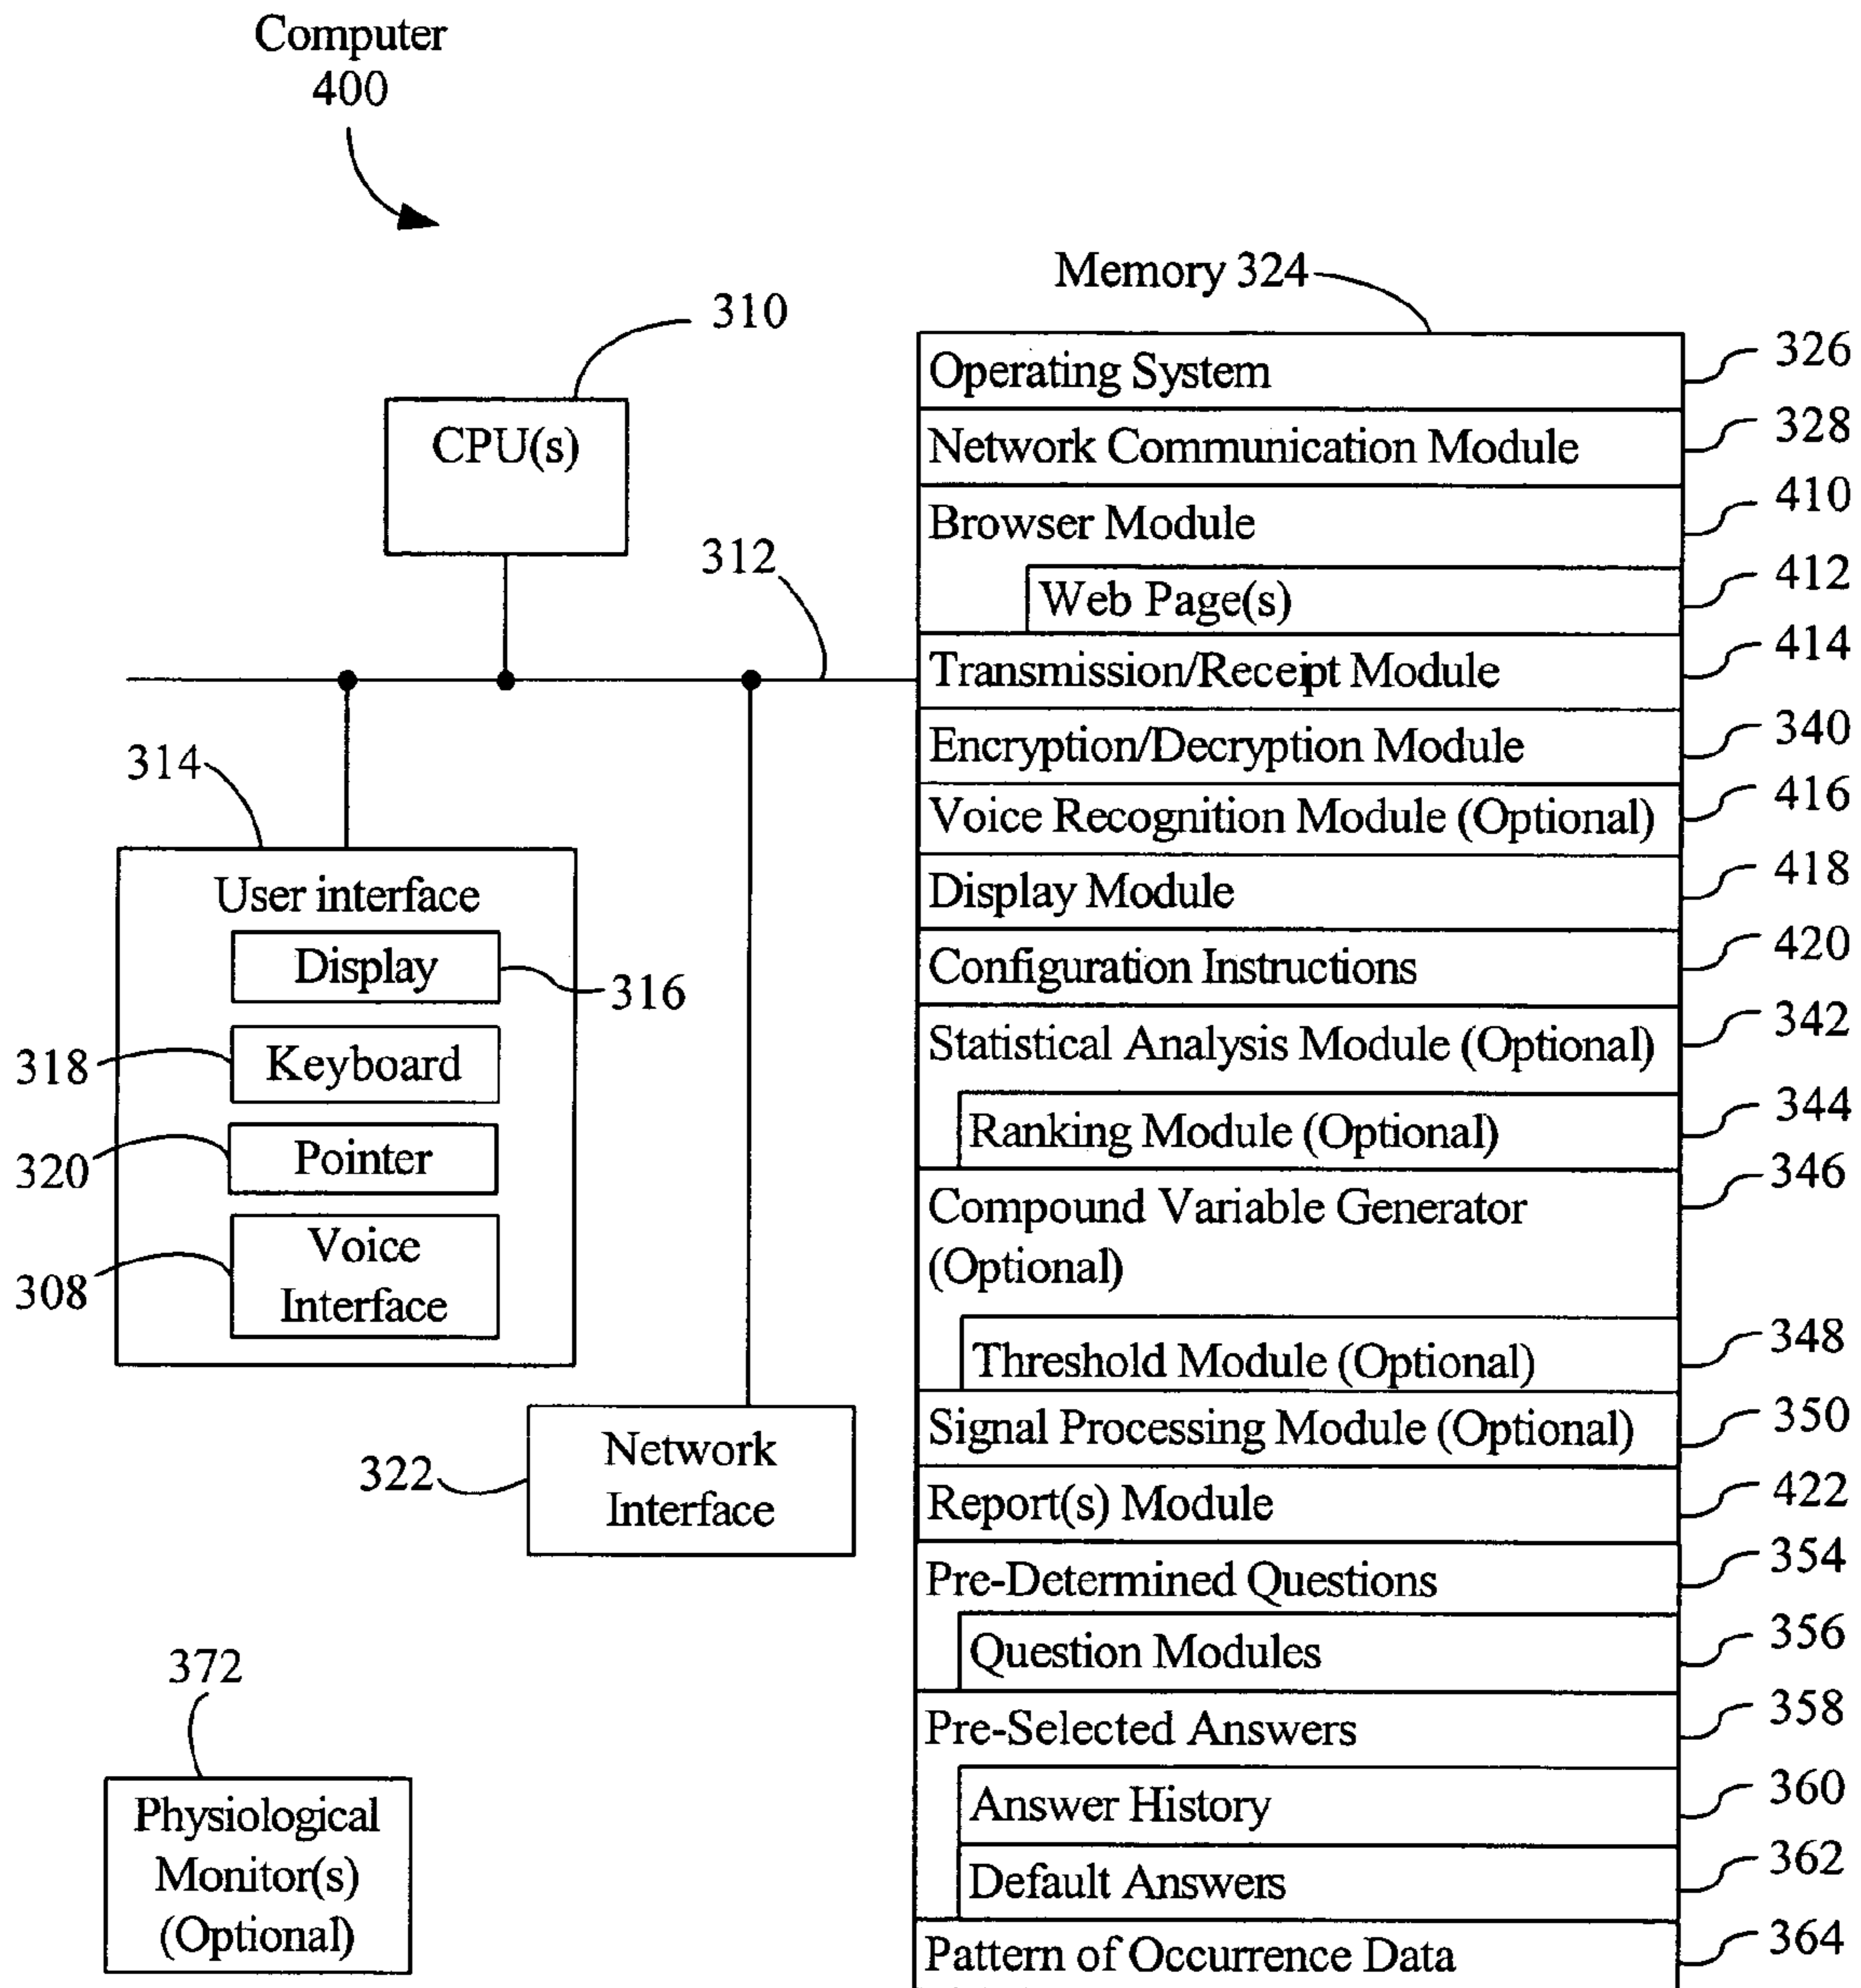 Computer
400
Memory 324
310
CPU(s)
312
314
User interface
Display
316
318
Keyboard
320
Pointer
308
Voice
Interface
322
Network
Interface
372
Physiological
Monitor(s)
(Optional)
Operating System
326
Network Communication Module
328
Browser Module
410
Web Page(s)
412
Transmission/Receipt Module
414
Encryption/Decryption Module
340
Voice Recognition Module (Optional)
416
Display Module
418
Configuration Instructions
420
Statistical Analysis Module (Optional)
342
Ranking Module (Optional)
344
Compound Variable Generator
(Optional)
346
Threshold Module (Optional)
348
Signal Processing Module (Optional)
350
Report(s) Module
422
Pre-Determined Questions
354
Question Modules
356
Pre-Selected Answers
358
Answer History
360
Default Answers
362
Pattern of Occurrence Data
364